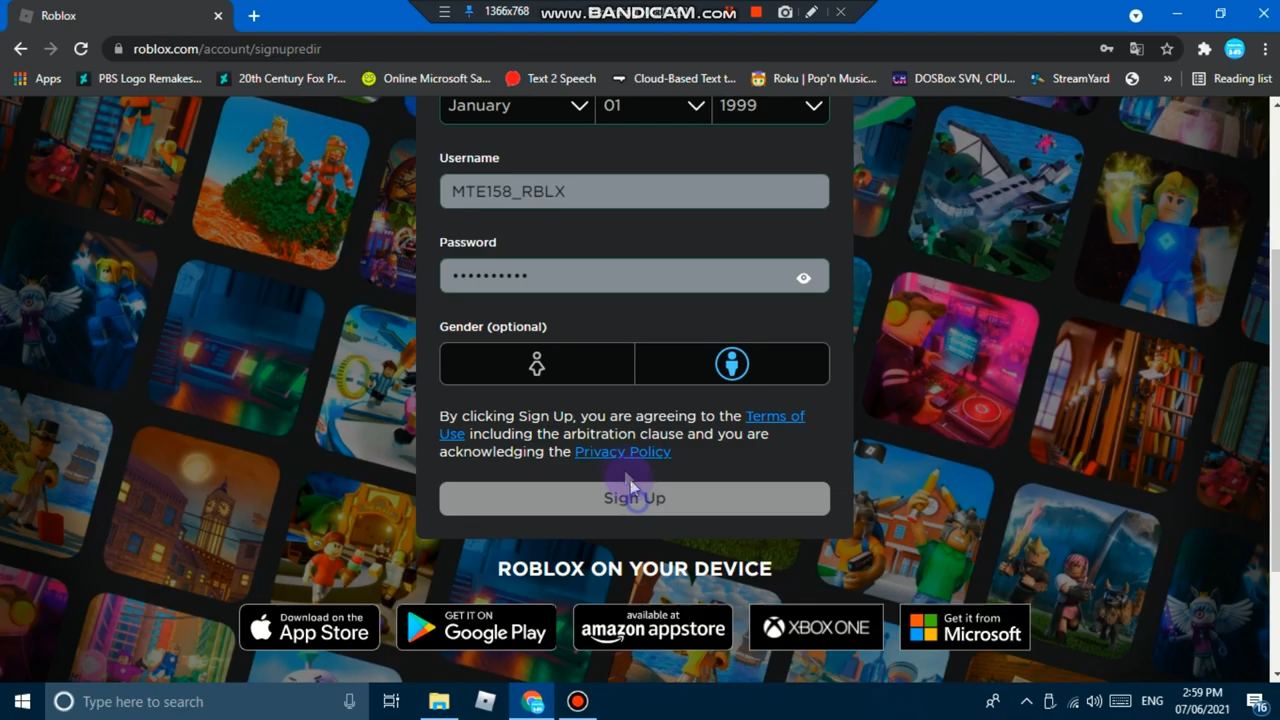 Roblox
1366x768
www.BANDICAM.com
roblox.com/account/signupredir
Apps
PBS Logo Remakes...
20th Century Fox Pr...
Online Microsoft Sa...
Text 2 Speech
Cloud-Based Text t...
Roku | Pop'n Music...
DOSBox SVN, CPU...
StreamYard
»
Reading list
January
01
1999
Username
MTE158_RBLX
Password
••••••••••
Gender (optional)
By clicking Sign Up, you are agreeing to the Terms of
Use including the arbitration clause and you are
acknowledging the Privacy Policy
Sign Up
ROBLOX ON YOUR DEVICE
Download on the
App Store
GET IT ON
Google Play
available at
amazon appstore
XBOX ONE
Get it from
Microsoft
Type here to search
ENG
2:59 PM
07/06/2021
16